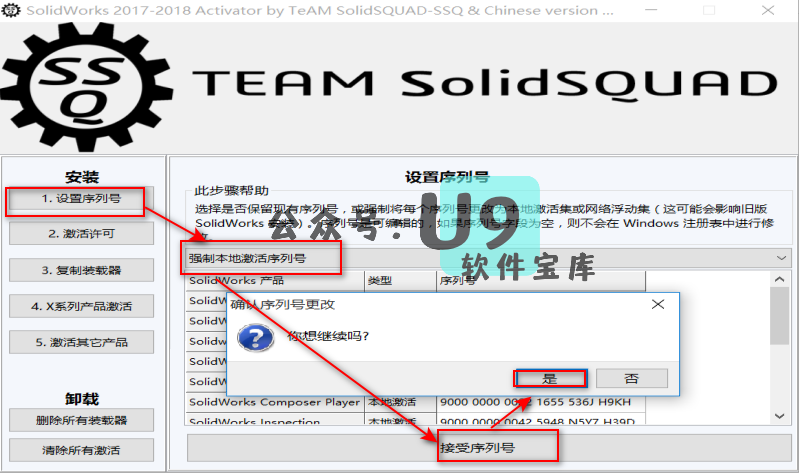 SolidWorks 2017-2018 Activator by TeAM SolidSQUAD-SSQ & Chinese version ...
SSQ
TEAM SolidSQUAD
安装
1. 设置序列号
2. 激活许可
3. 复制装载器
4. X系列产品激活
5. 激活其它产品
卸载
删除所有装载器
清除所有激活
设置序列号
此步骤帮助
选择是否保留现有序列号，或强制将每个序列号更改为本地激活集或网络浮动集（这可能会影响旧版
SolidWorks 安装）。序列号是可编辑的，如果序列号字段为空，则不会在 Windows 注册表中进行修
改。
公众号：U9
软件宝库
强制本地激活序列号
SolidWorks 产品 类型 序列号
SolidW
SolidW
SolidW
SolidW
SolidW
确认序列号更改
你想继续吗?
是 否
SolidWorks Composer Player 本地激活 9000 0000 0042 1655 536J H9KH
SolidWorks Inspection 本地激活 9000 0000 0042 5948 N5Y7 H39D
接受序列号